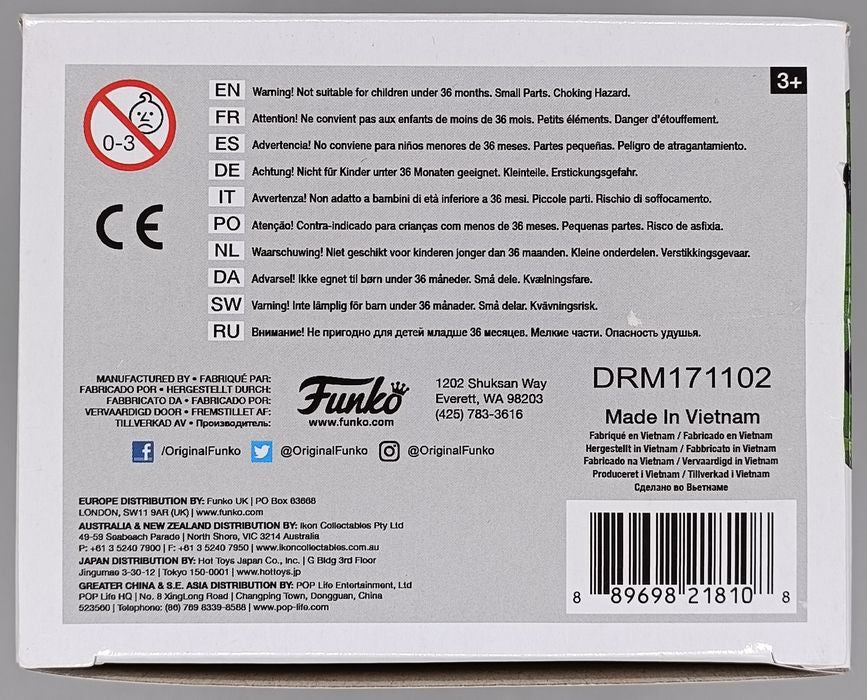 3+
0-3
EN Warning! Not suitable for children under 36 months. Small Parts. Choking Hazard.
FR Attention! Ne convient pas aux enfants de moins de 36 mois. Petits éléments. Danger d'étouffement.
ES Advertencia! No conviene para niños menores de 36 meses. Partes pequeñas. Peligro de atragantamiento.
DE Achtung! Nicht für Kinder unter 36 Monaten geeignet. Kleinteile. Erstickungsgefahr.
IT Avvertenza! Non adatto a bambini di età inferiore a 36 mesi. Piccole parti. Rischio di soffocamento.
PO Atenção! Contra-indicado para crianças com menos de 36 meses. Pequenas partes. Risco de asfixia.
NL Waarschuwing! Niet geschikt voor kinderen jonger dan 36 maanden. Kleine onderdelen. Verstikkingsgevaar.
DA Advarsel! Ikke egnet til børn under 36 måneder. Små dele. Kvælningsfare.
SW Varning! Inte lämplig för barn under 36 månader. Små delar. Kvävningsrisk.
RU Внимание! Не пригодно для детей младше 36 месяцев. Мелкие части. Опасность удушья.
CE
MANUFACTURED BY • FABRIQUÉ PAR:
FABRICADO POR • HERGESTELLT DURCH:
FABBRICATO DA • FABRICADO POR:
VERVAARDIGD DOOR • FREMSTILLET AF:
TILLVERKAD AV • Производитель:
Funko
www.funko.com
1202 Shuksan Way
Everett, WA 98203
(425) 783-3616
f /OriginalFunko @OriginalFunko @OriginalFunko
DRM171102
Made In Vietnam
Fabriqué en Vietnam / Fabricado en Vietnam
Hergestellt in Vietnam / Fabbricato in Vietnam
Fabricado na Vietnam / Vervaardigd in Vietnam
Produceret i Vietnam / Tillverkad i Vietnam
Сделано во Вьетнаме
EUROPE DISTRIBUTION BY: Funko UK | PO Box 63668
LONDON, SW11 9AR (UK) | www.funko.com
AUSTRALIA & NEW ZEALAND DISTRIBUTION BY: Ikon Collectables Pty Ltd
49-59 Seabeach Parade | North Shore, VIC 3214 Australia
P: +61 3 5240 7900 | F: +61 3 5240 7950 | www.ikoncollectables.com.au
JAPAN DISTRIBUTION BY: Hot Toys Japan Co., Inc. | G Bldg 3rd Floor
Jingumae 3-30-12 | Tokyo 150-0001 | www.hottoys.jp
GREATER CHINA & S.E. ASIA DISTRIBUTION BY: POP Life Entertainment, Ltd
POP Life HQ | No. 8 XingLong Road | Changping Town, Dongguan, China
523560 | Telephone: (86) 769 8339-8588 | www.pop-life.com
8 89698 21810 8